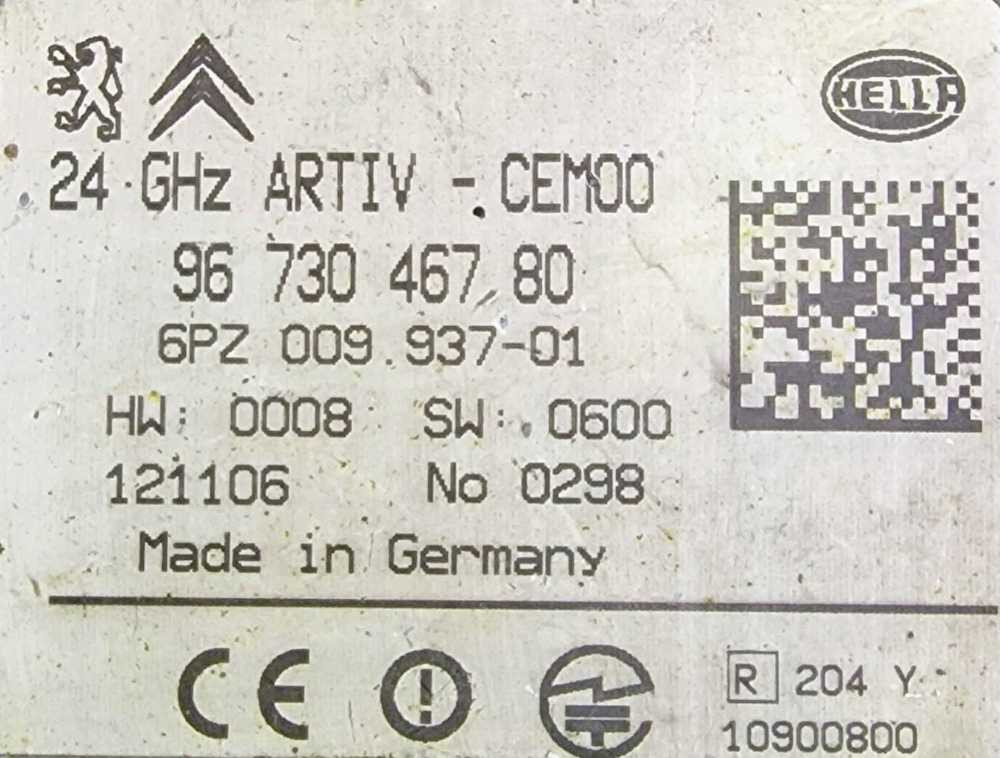 HELLA
24 GHz ARTIV - CEM00
96 730 467 80
6PZ 009.937-01
HW: 0008 SW: 0600
121106 No 0298
Made in Germany
CE
R 204 Y
10900800